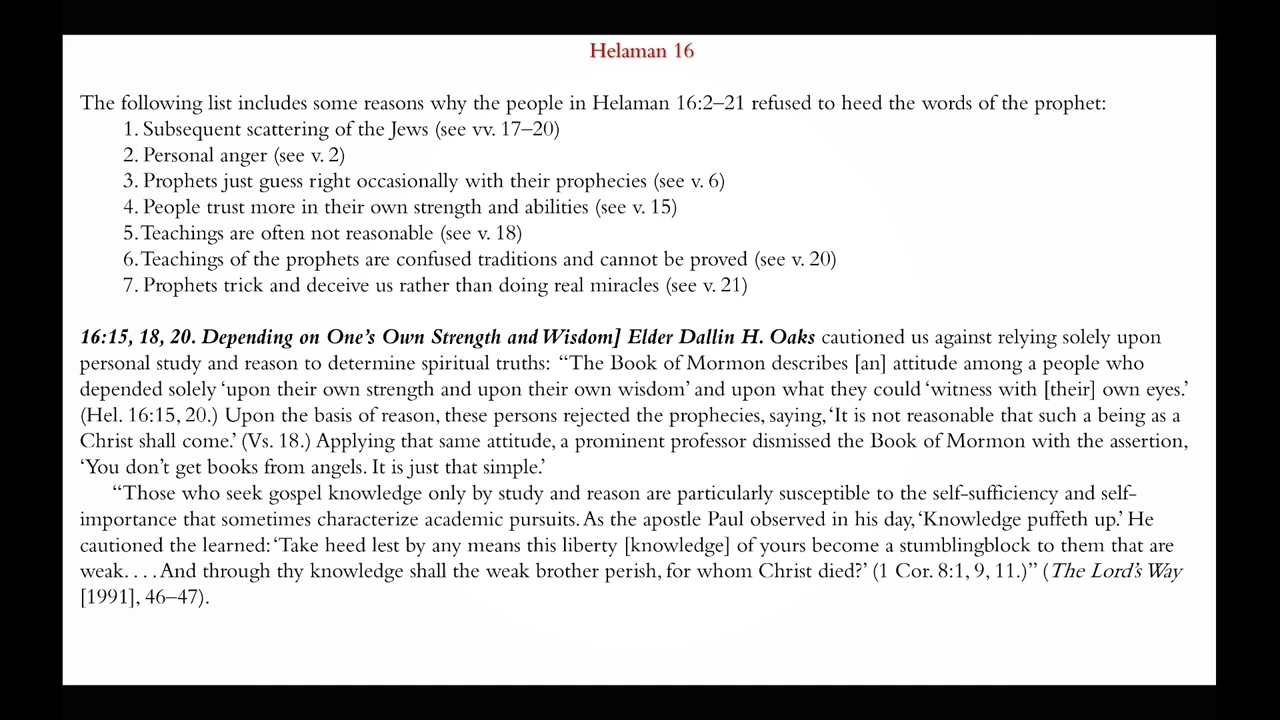 Helaman 16
The following list includes some reasons why the people in Helaman 16:2–21 refused to heed the words of the prophet:
1. Subsequent scattering of the Jews (see vv. 17–20)
2. Personal anger (see v. 2)
3. Prophets just guess right occasionally with their prophecies (see v. 6)
4. People trust more in their own strength and abilities (see v. 15)
5. Teachings are often not reasonable (see v. 18)
6. Teachings of the prophets are confused traditions and cannot be proved (see v. 20)
7. Prophets trick and deceive us rather than doing real miracles (see v. 21)
16:15, 18, 20. Depending on One’s Own Strength and Wisdom] Elder Dallin H. Oaks cautioned us against relying solely upon
personal study and reason to determine spiritual truths: “The Book of Mormon describes [an] attitude among a people who
depended solely ‘upon their own strength and upon their own wisdom’ and upon what they could ‘witness with [their] own eyes.’
(Hel. 16:15, 20.) Upon the basis of reason, these persons rejected the prophecies, saying, ‘It is not reasonable that such a being as a
Christ shall come.’ (Vs. 18.) Applying that same attitude, a prominent professor dismissed the Book of Mormon with the assertion,
‘You don’t get books from angels. It is just that simple.’
“Those who seek gospel knowledge only by study and reason are particularly susceptible to the self-sufficiency and self-
importance that sometimes characterize academic pursuits. As the apostle Paul observed in his day, ‘Knowledge puffeth up.’ He
cautioned the learned: ‘Take heed lest by any means this liberty [knowledge] of yours become a stumblingblock to them that are
weak. . . . And through thy knowledge shall the weak brother perish, for whom Christ died?’ (1 Cor. 8:1, 9, 11.)” (The Lord’s Way
[1991], 46–47).